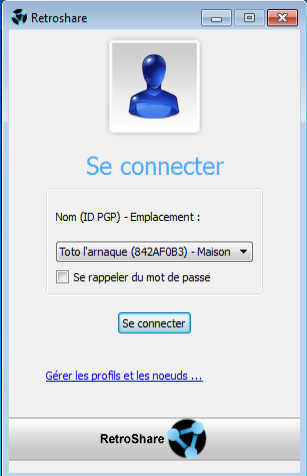 Retroshare
Se connecter
Nom (ID PGP) - Emplacement :
Toto l'arnaque (842AF0B3) - Maison
Se rappeler du mot de passe
Se connecter
Gérer les profils et les noeuds ...
RetroShare